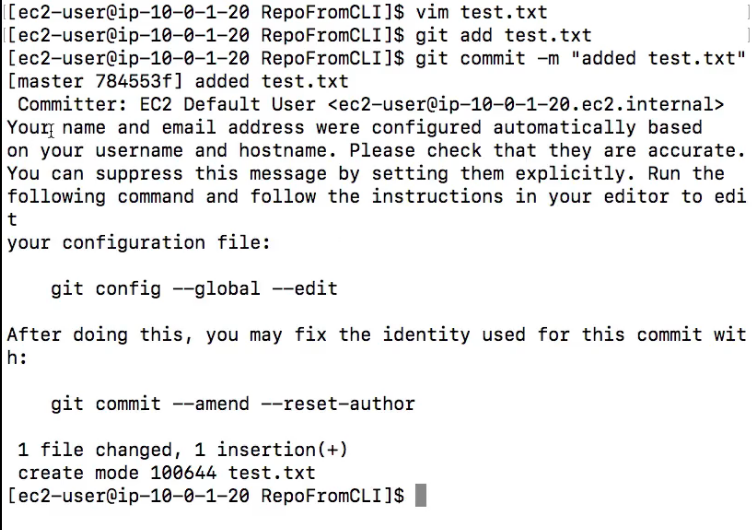 [ec2-user@ip-10-0-1-20 RepoFromCLI]$ vim test.txt
[ec2-user@ip-10-0-1-20 RepoFromCLI]$ git add test.txt
[ec2-user@ip-10-0-1-20 RepoFromCLI]$ git commit -m "added test.txt"
[master 784553f] added test.txt
 Committer: EC2 Default User <ec2-user@ip-10-0-1-20.ec2.internal>
Your name and email address were configured automatically based
on your username and hostname. Please check that they are accurate.
You can suppress this message by setting them explicitly. Run the
following command and follow the instructions in your editor to edi
t
your configuration file:

    git config --global --edit

After doing this, you may fix the identity used for this commit wit
h:

    git commit --amend --reset-author

 1 file changed, 1 insertion(+)
 create mode 100644 test.txt
[ec2-user@ip-10-0-1-20 RepoFromCLI]$